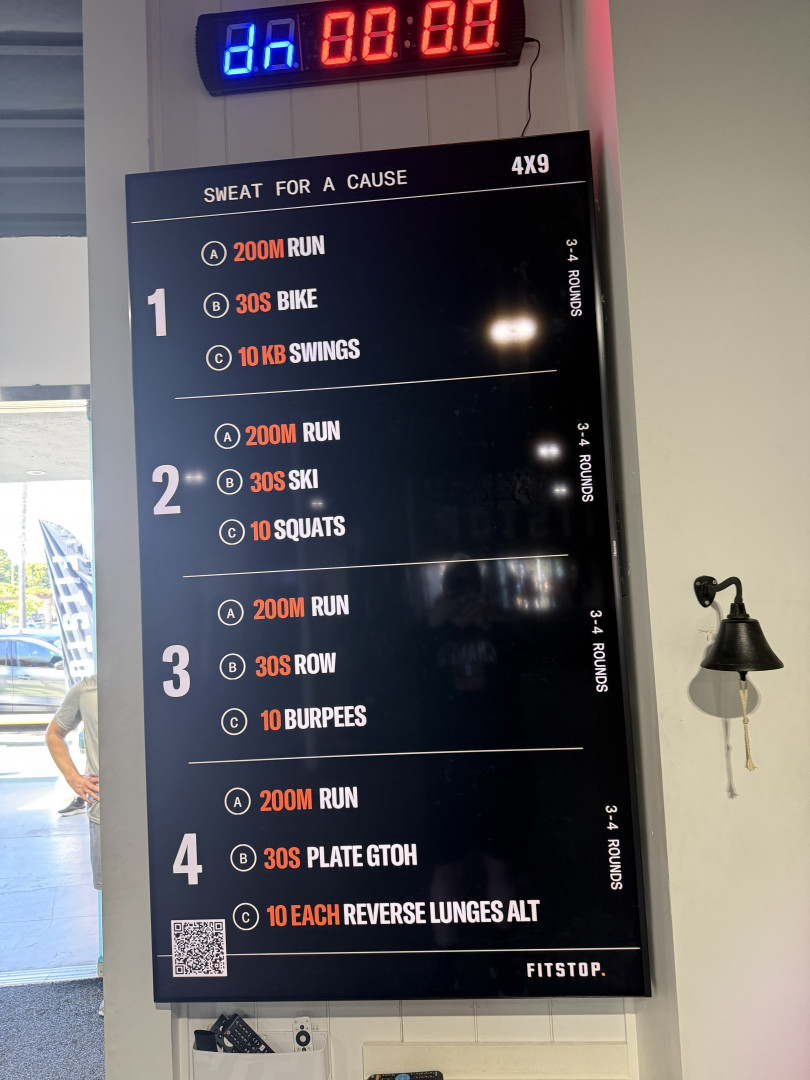 dn 00:00
SWEAT FOR A CAUSE 4X9
1
A 200M RUN
B 30S BIKE
C 10 KB SWINGS
3-4 ROUNDS
2
A 200M RUN
B 30S SKI
C 10 SQUATS
3-4 ROUNDS
3
A 200M RUN
B 30S ROW
C 10 BURPEES
3-4 ROUNDS
4
A 200M RUN
B 30S PLATE GTOH
C 10 EACH REVERSE LUNGES ALT
3-4 ROUNDS
FITSTOP.